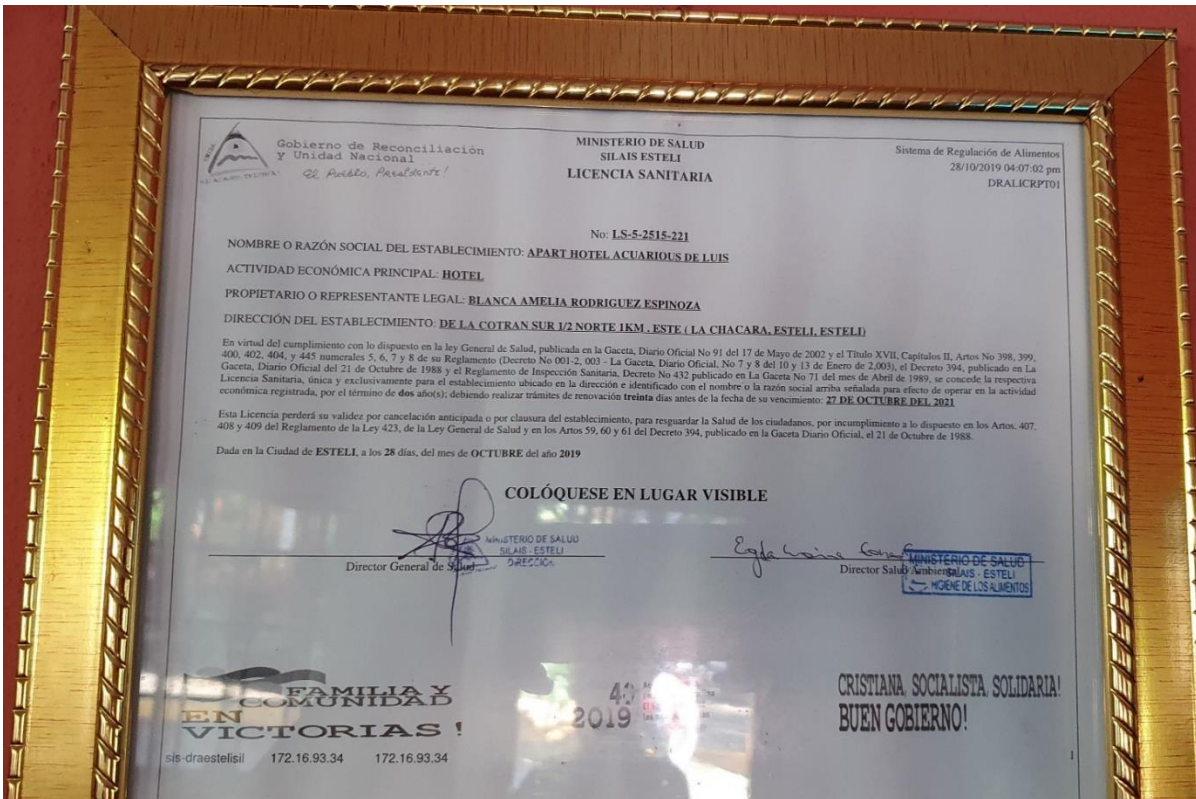 Gobierno de Reconciliación
y Unidad Nacional
El Pueblo, Presidente!
MINISTERIO DE SALUD
SILAIS ESTELI
LICENCIA SANITARIA
Sistema de Regulación de Alimentos
28/10/2019 04:07:02 pm
DRALICRPT01
No: LS-5-2515-221
NOMBRE O RAZÓN SOCIAL DEL ESTABLECIMIENTO: APART HOTEL ACUARIOUS DE LUIS
ACTIVIDAD ECONÓMICA PRINCIPAL: HOTEL
PROPIETARIO O REPRESENTANTE LEGAL: BLANCA AMELIA RODRIGUEZ ESPINOZA
DIRECCIÓN DEL ESTABLECIMIENTO: DE LA COTRAN SUR 1/2 NORTE 1KM . ESTE ( LA CHACARA, ESTELI, ESTELI)
En virtud del cumplimiento con lo dispuesto en la ley General de Salud, publicada en la Gaceta, Diario Oficial No 91 del 17 de Mayo de 2002 y el Título XVII, Capítulos II, Artos No 398, 399,
400, 402, 404, y 445 numerales 5, 6, 7 y 8 de su Reglamento (Decreto No 001-2, 003 - La Gaceta, Diario Oficial, No 7 y 8 del 10 y 13 de Enero de 2,003), el Decreto 394, publicado en La
Gaceta, Diario Oficial del 21 de Octubre de 1988 y el Reglamento de Inspección Sanitaria, Decreto No 432 publicado en La Gaceta No 71 del mes de Abril de 1989, se concede la respectiva
Licencia Sanitaria, única y exclusivamente para el establecimiento ubicado en la dirección e identificado con el nombre o la razón social arriba señalada para efecto de operar en la actividad
económica registrada, por el término de dos año(s); debiendo realizar trámites de renovación treinta días antes de la fecha de su vencimiento: 27 DE OCTUBRE DEL 2021
Esta Licencia perderá su validez por cancelación anticipada o por clausura del establecimiento, para resguardar la Salud de los ciudadanos, por incumplimiento a lo dispuesto en los Artos. 407,
408 y 409 del Reglamento de la Ley 423, de la Ley General de Salud y en los Artos 59, 60 y 61 del Decreto 394, publicado en la Gaceta Diario Oficial, el 21 de Octubre de 1988.
Dada en la Ciudad de ESTELI, a los 28 días, del mes de OCTUBRE del año 2019
COLÓQUESE EN LUGAR VISIBLE
MINISTERIO DE SALUD
SILAIS - ESTELI
DIRECCION
Director General de Salud
MINISTERIO DE SALUD
SILAIS - ESTELI
HIGIENE DE LOS ALIMENTOS
Director Salud Ambiental
FAMILIA Y
COMUNIDAD
EN
VICTORIAS !
2019
CRISTIANA, SOCIALISTA, SOLIDARIA!
BUEN GOBIERNO!
sis-draestelisil 172.16.93.34 172.16.93.34
1